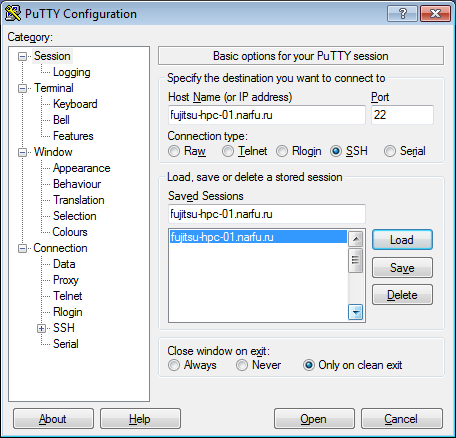 PuTTY Configuration
Category:
Session
Logging
Terminal
Keyboard
Bell
Features
Window
Appearance
Behaviour
Translation
Selection
Colours
Connection
Data
Proxy
Telnet
Rlogin
SSH
Serial
Basic options for your PuTTY session
Specify the destination you want to connect to
Host Name (or IP address) Port
fujitsu-hpc-01.narfu.ru 22
Connection type:
Raw Telnet Rlogin SSH Serial
Load, save or delete a stored session
Saved Sessions
fujitsu-hpc-01.narfu.ru
fujitsu-hpc-01.narfu.ru
Load
Save
Delete
Close window on exit:
Always Never Only on clean exit
About Help Open Cancel